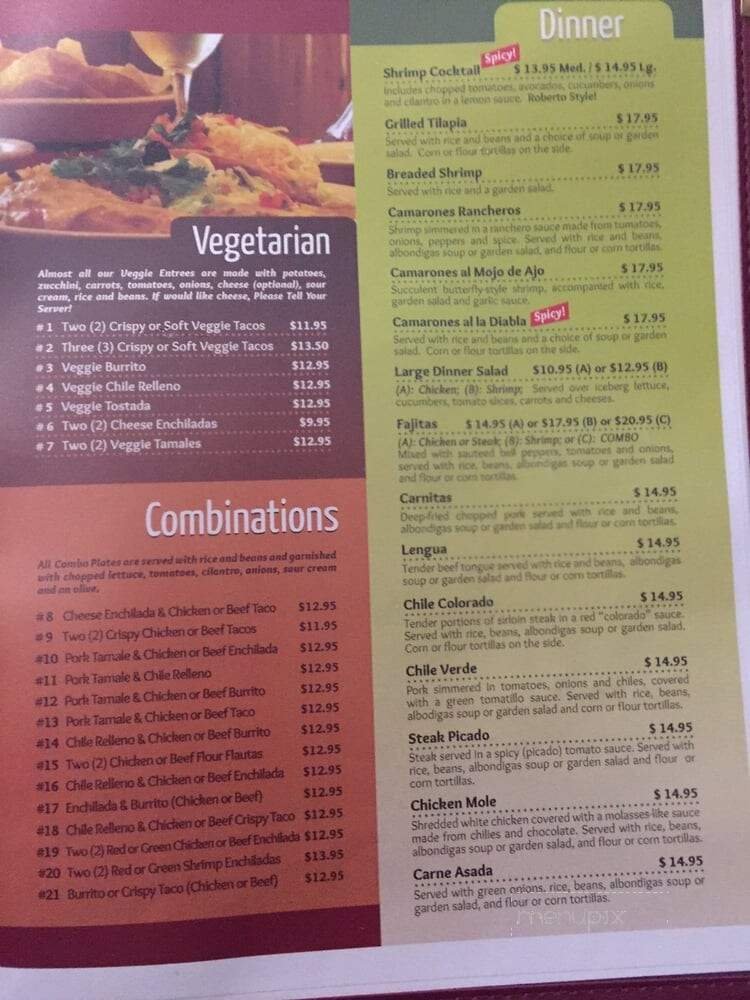 Vegetarian
Almost all our Veggie Entrees are made with potatoes,
zucchini, carrots, tomatoes, onions, cheese (optional), sour
cream, rice and beans. If would like cheese, Please Tell Your
Server!
#1 Two (2) Crispy or Soft Veggie Tacos $11.95
#2 Three (3) Crispy or Soft Veggie Tacos $13.50
#3 Veggie Burrito $12.95
#4 Veggie Chile Relleno $12.95
#5 Veggie Tostada $12.95
#6 Two (2) Cheese Enchiladas $9.95
#7 Two (2) Veggie Tamales $12.95
Combinations
All Combo Plates are served with rice and beans and garnished
with chopped lettuce, tomatoes, cilantro, onions, sour cream
and an olive.
#8 Cheese Enchilada & Chicken or Beef Taco $12.95
#9 Two (2) Crispy Chicken or Beef Tacos $11.95
#10 Pork Tamale & Chicken or Beef Enchilada $12.95
#11 Pork Tamale & Chile Relleno $12.95
#12 Pork Tamale & Chicken or Beef Burrito $12.95
#13 Pork Tamale & Chicken or Beef Taco $12.95
#14 Chile Relleno & Chicken or Beef Burrito $12.95
#15 Two (2) Chicken or Beef Flour Flautas $12.95
#16 Chile Relleno & Chicken or Beef Enchilada $12.95
#17 Enchilada & Burrito (Chicken or Beef) $12.95
#18 Chile Relleno & Chicken or Beef Crispy Taco $12.95
#19 Two (2) Red or Green Chicken or Beef Enchilada $12.95
#20 Two (2) Red or Green Shrimp Enchiladas $13.95
#21 Burrito or Crispy Taco (Chicken or Beef) $12.95
Dinner
Shrimp Cocktail Spicy! $13.95 Med. / $14.95 Lg.
Includes chopped tomatoes, avocados, cucumbers, onions
and cilantro in a lemon sauce. Roberto Style!
Grilled Tilapia $17.95
Served with rice and beans and a choice of soup or garden
salad. Corn or flour tortillas on the side.
Breaded Shrimp $17.95
Served with rice and a garden salad.
Camarones Rancheros $17.95
Shrimp simmered in a ranchero sauce made from tomatoes,
onions, peppers and spice. Served with rice and beans,
albondigas soup or garden salad, and flour or corn tortillas.
Camarones al Mojo de Ajo $17.95
Succulent butterfly-style shrimp, accompanied with rice,
garden salad and garlic sauce.
Camarones al la Diabla Spicy! $17.95
Served with rice and beans and a choice of soup or garden
salad. Corn or flour tortillas on the side.
Large Dinner Salad $10.95 (A) or $12.95 (B)
(A): Chicken; (B): Shrimp; Served over iceberg lettuce,
cucumbers, tomato slices, carrots and cheeses.
Fajitas $14.95 (A) or $17.95 (B) or $20.95 (C)
(A): Chicken or Steak; (B): Shrimp; or (C): COMBO
Mixed with sauteed bell peppers, tomatoes and onions,
served with rice, beans, albondigas soup or garden salad
and flour or corn tortillas.
Carnitas $14.95
Deep-fried chopped pork served with rice and beans,
albondigas soup or garden salad and flour or corn tortillas.
Lengua $14.95
Tender beef tongue served with rice and beans, albondigas
soup or garden salad and flour or corn tortillas.
Chile Colorado $14.95
Tender portions of sirloin steak in a red "colorado" sauce.
Served with rice, beans, albondigas soup or garden salad.
Corn or flour tortillas on the side.
Chile Verde $14.95
Pork simmered in tomatoes, onions and chiles, covered
with a green tomatillo sauce. Served with rice, beans,
albodigas soup or garden salad and corn or flour tortillas.
Steak Picado $14.95
Steak served in a spicy (picado) tomato sauce. Served with
rice, beans, albondigas soup or garden salad and flour or
corn tortillas.
Chicken Mole $14.95
Shredded white chicken covered with a molasses-like sauce
made from chilies and chocolate. Served with rice, beans,
albondigas soup or garden salad, and flour or corn tortillas.
Carne Asada $14.95
Served with green onions, rice, beans, albondigas soup or
garden salad, and flour or corn tortillas.
menupix